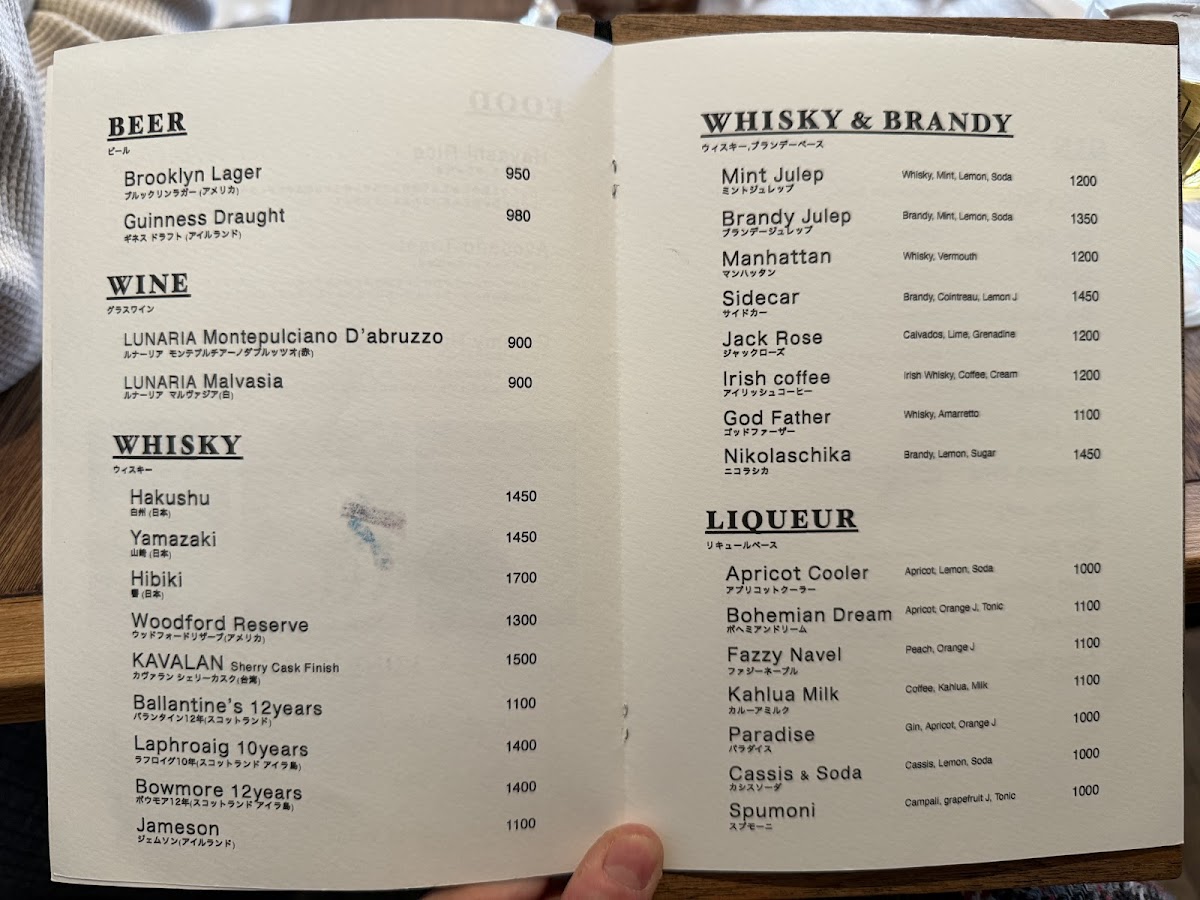 BEER
ビール
Brooklyn Lager 950
ブルックリンラガー (アメリカ)
Guinness Draught 980
ギネス ドラフト (アイルランド)
WINE
グラスワイン
LUNARIA Montepulciano D'abruzzo 900
ルナーリア モンテプルチアーノダブルッツオ(赤)
LUNARIA Malvasia 900
ルナーリア マルヴァジア(白)
WHISKY
ウィスキー
Hakushu 1450
白州 (日本)
Yamazaki 1450
山崎 (日本)
Hibiki 1700
響 (日本)
Woodford Reserve 1300
ウッドフォードリザーブ(アメリカ)
KAVALAN Sherry Cask Finish 1500
カヴァラン シェリーカスク(台湾)
Ballantine's 12years 1100
バランタイン12年(スコットランド)
Laphroaig 10years 1400
ラフロイグ10年(スコットランド アイラ島)
Bowmore 12years 1400
ボウモア12年(スコットランド アイラ島)
Jameson 1100
ジェムソン(アイルランド)
WHISKY & BRANDY
ウィスキー,ブランデーベース
Mint Julep Whisky, Mint, Lemon, Soda 1200
ミントジュレップ
Brandy Julep Brandy, Mint, Lemon, Soda 1350
ブランデージュレップ
Manhattan Whisky, Vermouth 1200
マンハッタン
Sidecar Brandy, Cointreau, Lemon J 1450
サイドカー
Jack Rose Calvados, Lime, Grenadine 1200
ジャックローズ
Irish coffee Irish Whisky, Coffee, Cream 1200
アイリッシュコーヒー
God Father Whisky, Amarretto 1100
ゴッドファーザー
Nikolaschika Brandy, Lemon, Sugar 1450
ニコラシカ
LIQUEUR
リキュールベース
Apricot Cooler Apricot, Lemon, Soda 1000
アプリコットクーラー
Bohemian Dream Apricot, Orange J, Tonic 1100
ボヘミアンドリーム
Fazzy Navel Peach, Orange J 1100
ファジーネーブル
Kahlua Milk Coffee, Kahlua, Milk 1100
カルーアミルク
Paradise Gin, Apricot, Orange J 1000
パラダイス
Cassis & Soda Cassis, Lemon, Soda 1000
カシスソーダ
Spumoni Campali, grapefruit J, Tonic 1000
スプモーニ